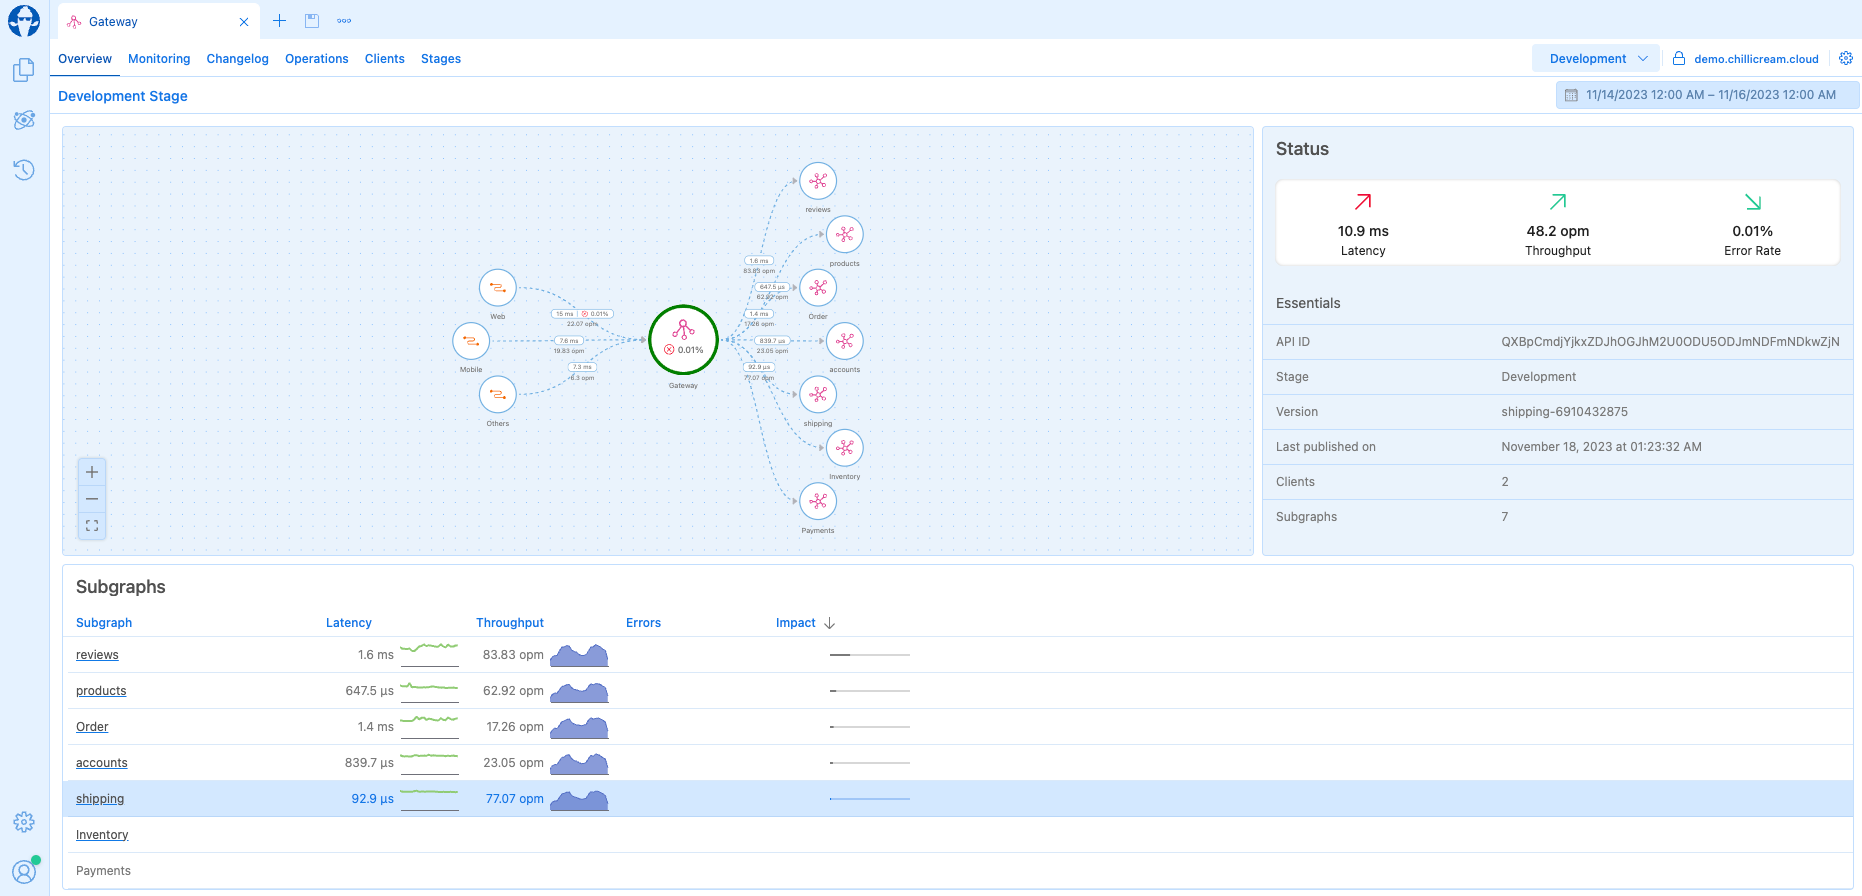 Gateway
Overview Monitoring Changelog Operations Clients Stages Development demo.chillicream.cloud
Development Stage 11/14/2023 12:00 AM – 11/16/2023 12:00 AM
reviews
products
1.6 ms
83.83 opm
647.5 µs
62.92 opm
Order
Web
15 ms 0.01%
22.07 opm
1.4 ms
17.26 opm
Mobile
7.6 ms
19.83 opm
0.01%
Gateway
839.7 µs
23.05 opm
accounts
Others
7.3 ms
6.3 opm
92.9 µs
77.07 opm
shipping
Inventory
Payments
Status
10.9 ms 48.2 opm 0.01%
Latency Throughput Error Rate
Essentials
API ID QXBpCmdjYjkxZDJhOGJhM2U0ODU5ODJmNDFmNDkwZjN
Stage Development
Version shipping-6910432875
Last published on November 18, 2023 at 01:23:32 AM
Clients 2
Subgraphs 7
Subgraphs
Subgraph Latency Throughput Errors Impact
reviews 1.6 ms 83.83 opm
products 647.5 µs 62.92 opm
Order 1.4 ms 17.26 opm
accounts 839.7 µs 23.05 opm
shipping 92.9 µs 77.07 opm
Inventory
Payments